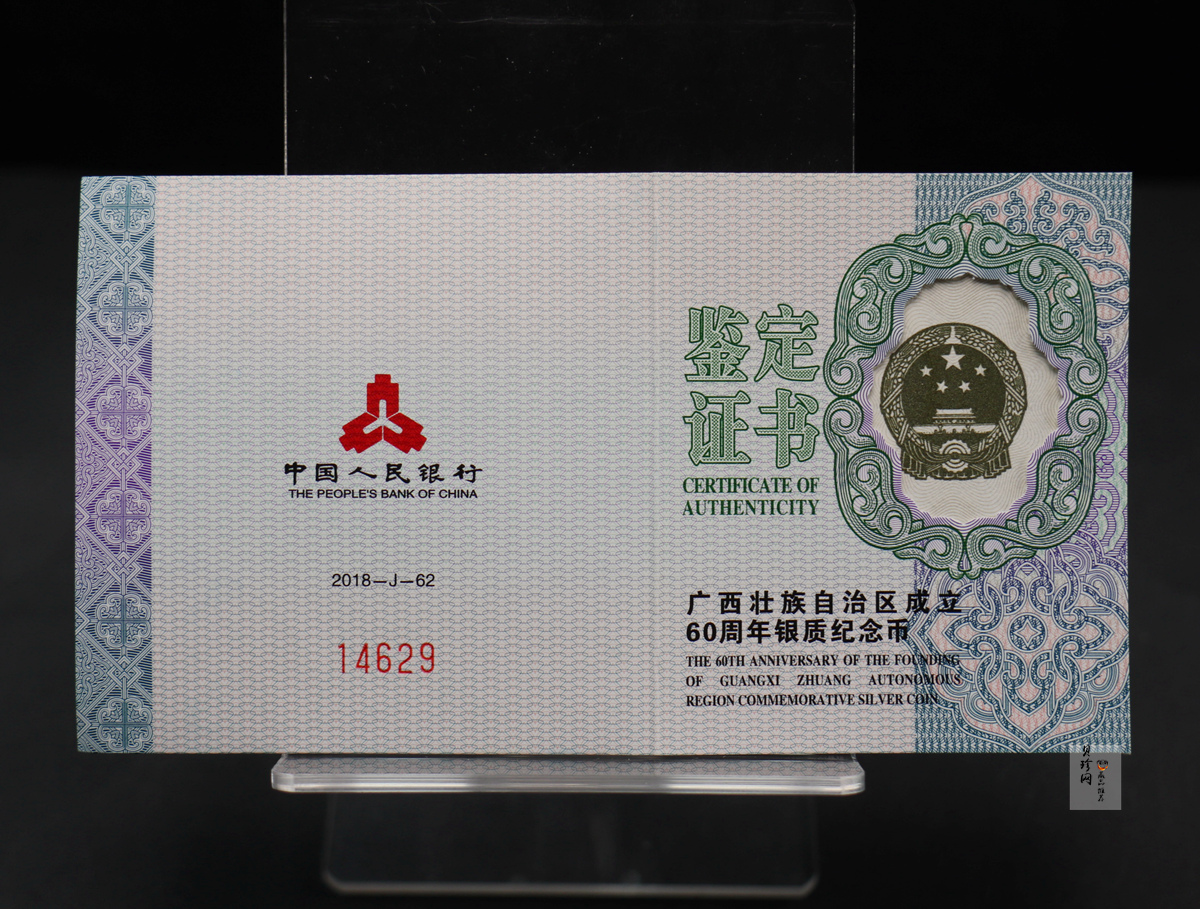 中国人民银行
THE PEOPLE'S BANK OF CHINA
2018—J—62
14629
鉴定
证书
CERTIFICATE OF
AUTHENTICITY
广西壮族自治区成立
60周年银质纪念币
THE 60TH ANNIVERSARY OF THE FOUNDING
OF GUANGXI ZHUANG AUTONOMOUS
REGION COMMEMORATIVE SILVER COIN